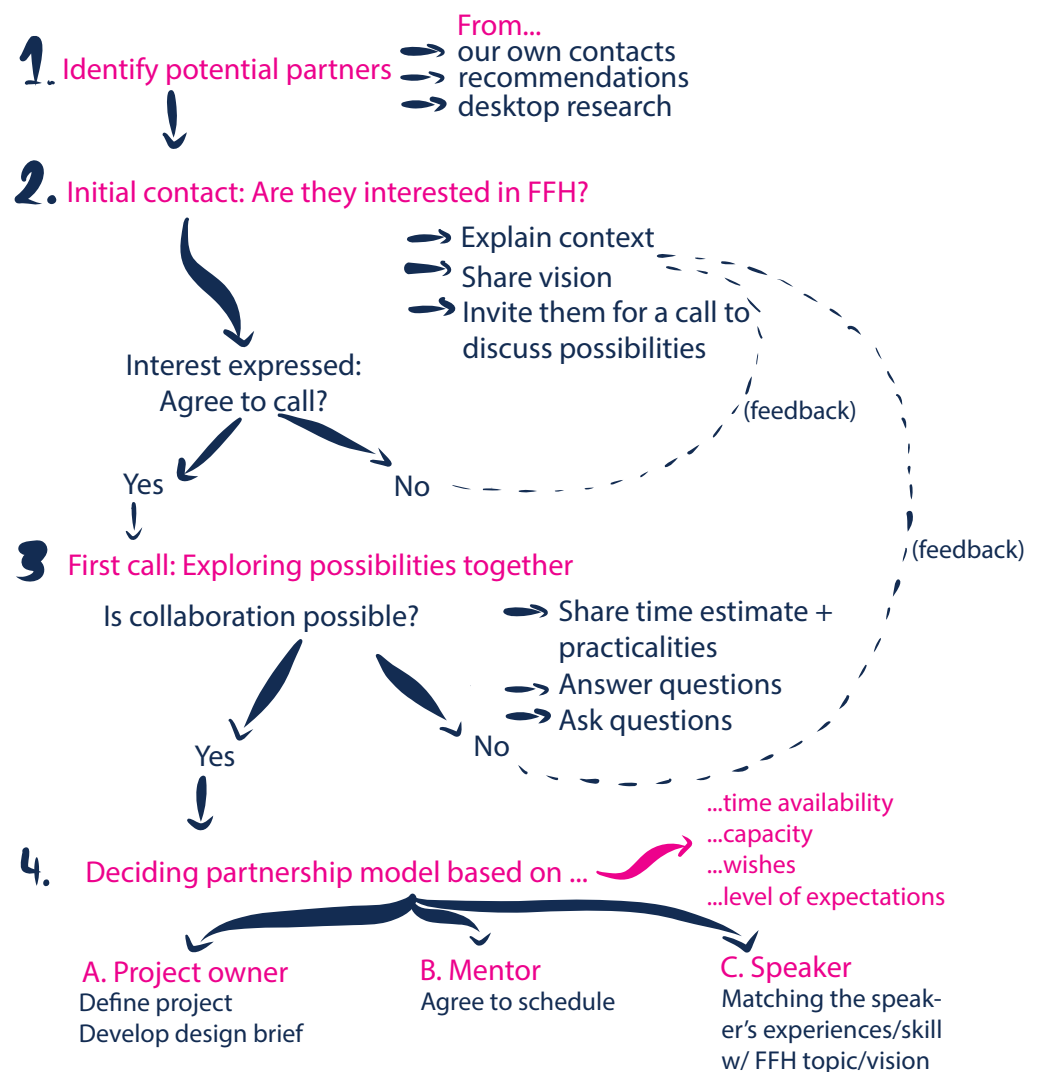 From...
1. Identify potential partners
our own contacts
recommendations
desktop research
2. Initial contact: Are they interested in FFH?
Explain context
Share vision
Invite them for a call to
discuss possibilities
Interest expressed:
Agree to call?
(feedback)
Yes
No
3 First call: Exploring possibilities together
(feedback)
Is collaboration possible?
Share time estimate +
practicalities
Answer questions
Ask questions
Yes
No
4. Deciding partnership model based on ...
...time availability
...capacity
...wishes
...level of expectations
A. Project owner
Define project
Develop design brief
B. Mentor
Agree to schedule
C. Speaker
Matching the speak-
er’s experiences/skill
w/ FFH topic/vision